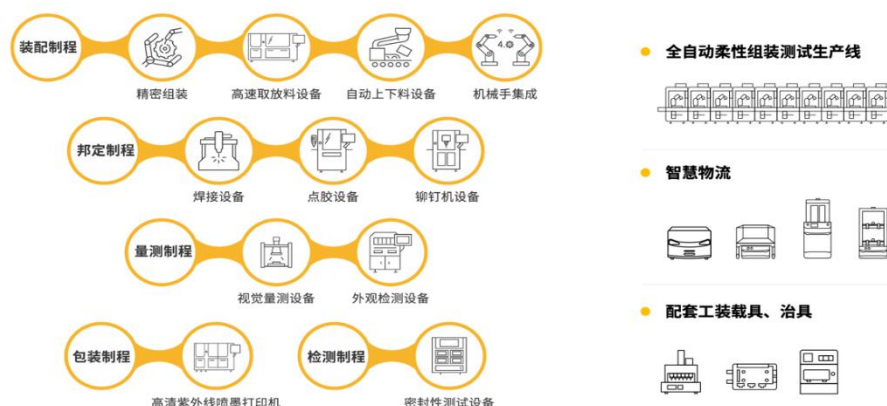 装配制程
精密组装
高速取放料设备
自动上下料设备
4.
机械手集成
邦定制程
焊接设备
点胶设备
铆钉机设备
量测制程
视觉量测设备
外观检测设备
包装制程
高清紫外线喷墨打印机
检测制程
密封性测试设备
全自动柔性组装测试生产线
智慧物流
配套工装载具、治具